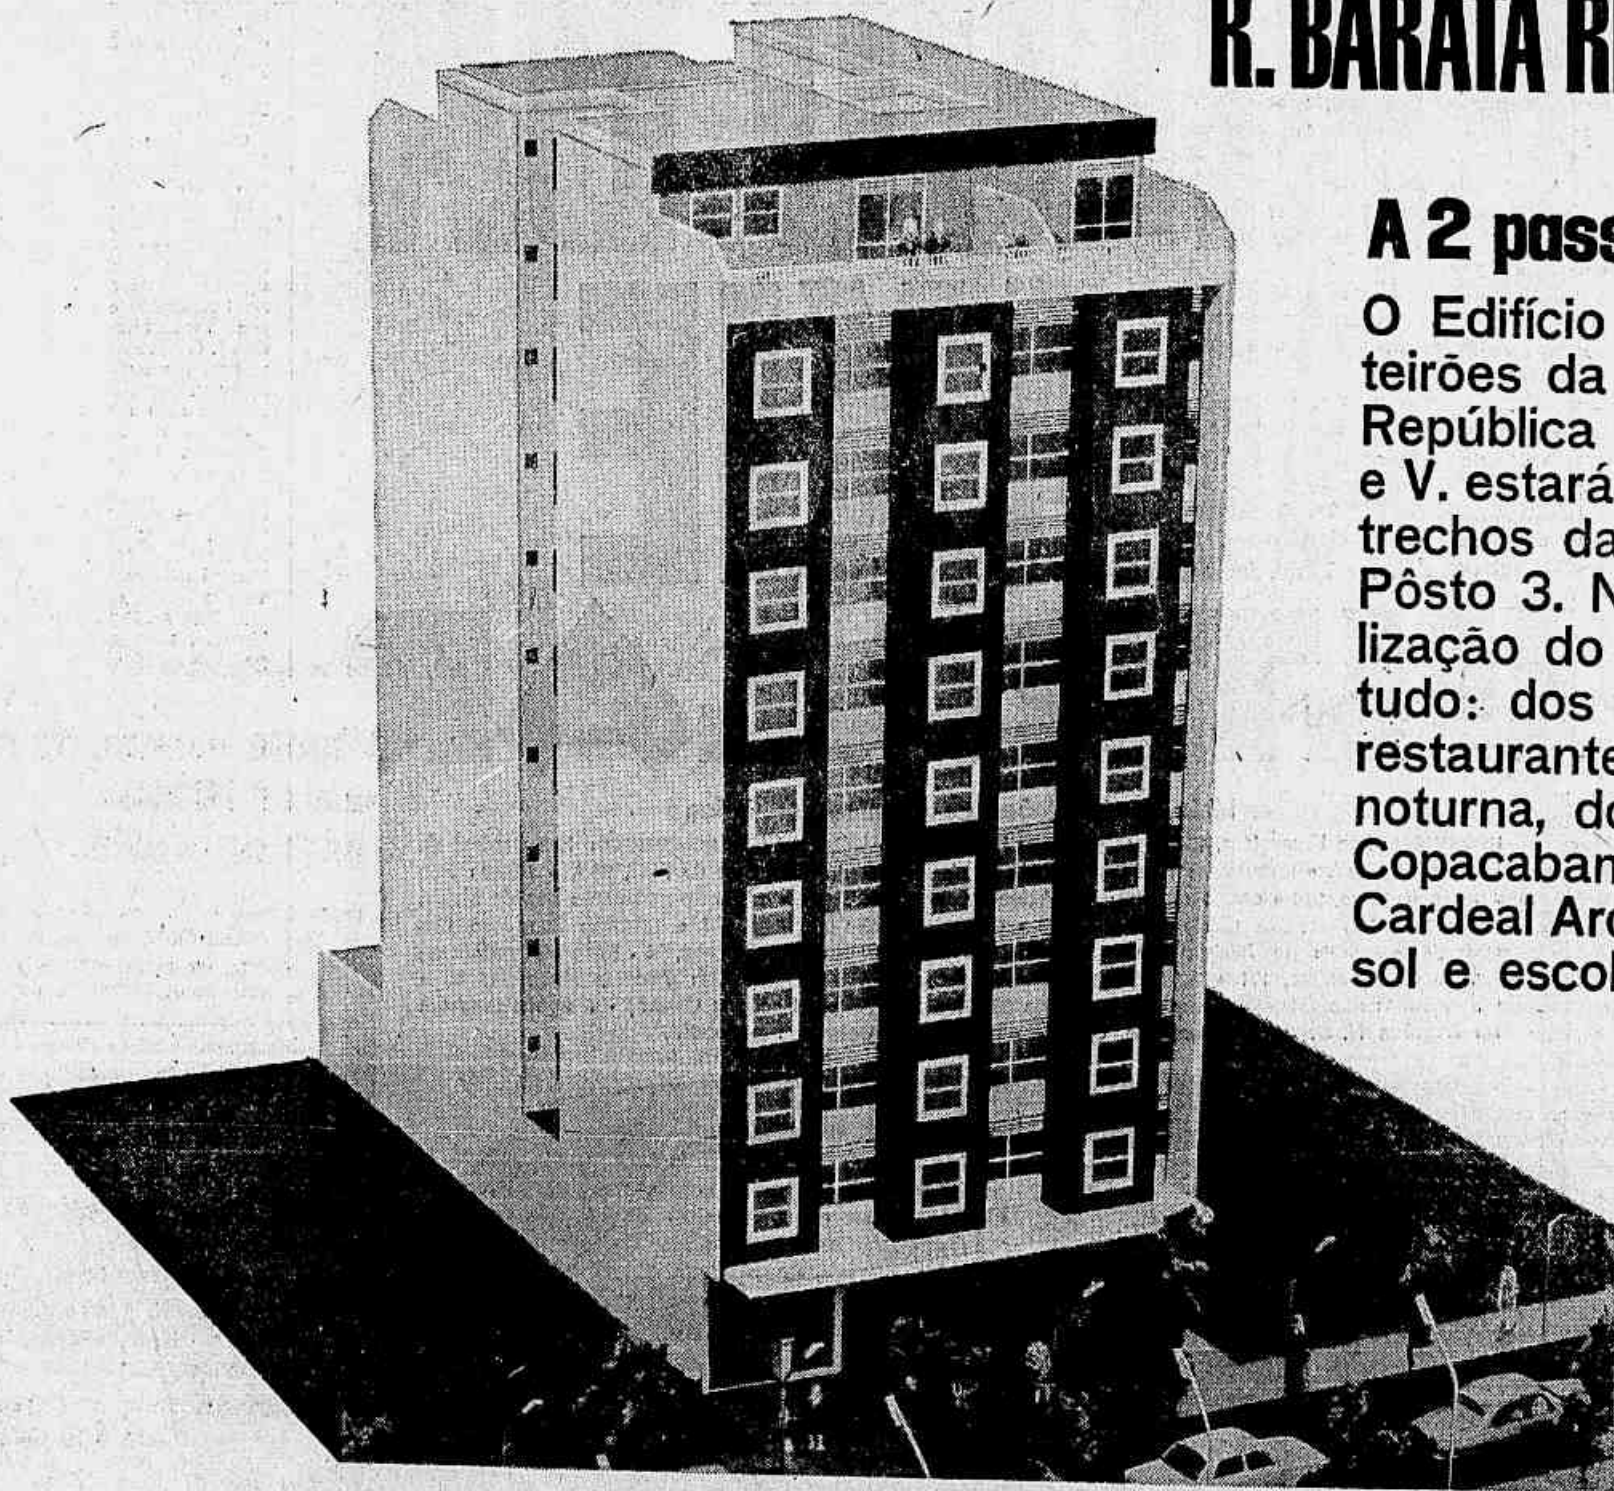 R. BARATA R
A 2 pass
O Edifício
teirões da
República
e V. estará
trechos da
Pôsto 3. N
lização do
tudo: dos
restaurante
noturna, do
Copacaban
Cardeal Arc
sol e escol